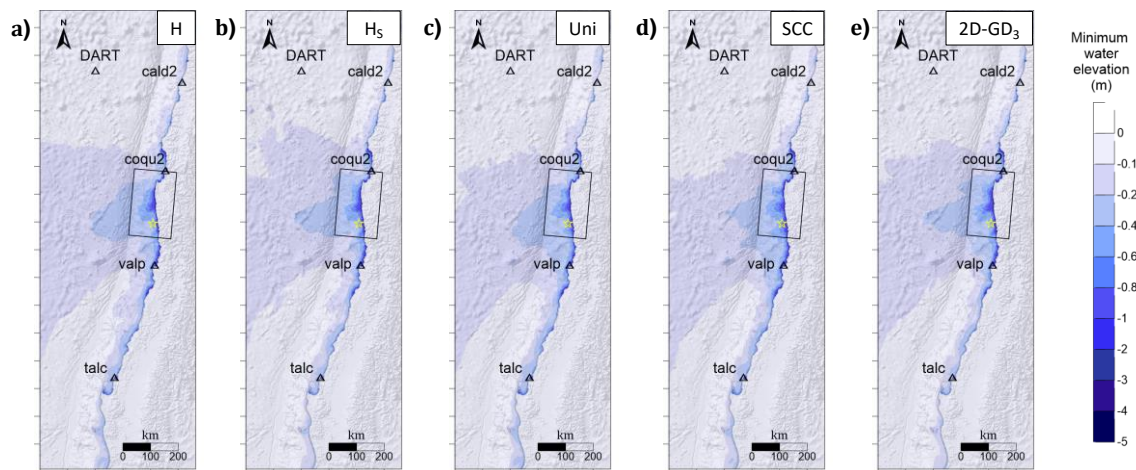 a) H
N
DART
cald2
coqu2
valp
talc
km
0 100 200
b) Hs
N
DART
cald2
coqu2
valp
talc
km
0 100 200
c) Uni
N
DART
cald2
coqu2
valp
talc
km
0 100 200
d) SCC
N
DART
cald2
coqu2
valp
talc
km
0 100 200
e) 2D-GD₃
N
DART
cald2
coqu2
valp
talc
km
0 100 200
Minimum
water
elevation
(m)
0
-0.1
-0.2
-0.4
-0.6
-0.8
-1
-2
-3
-4
-5